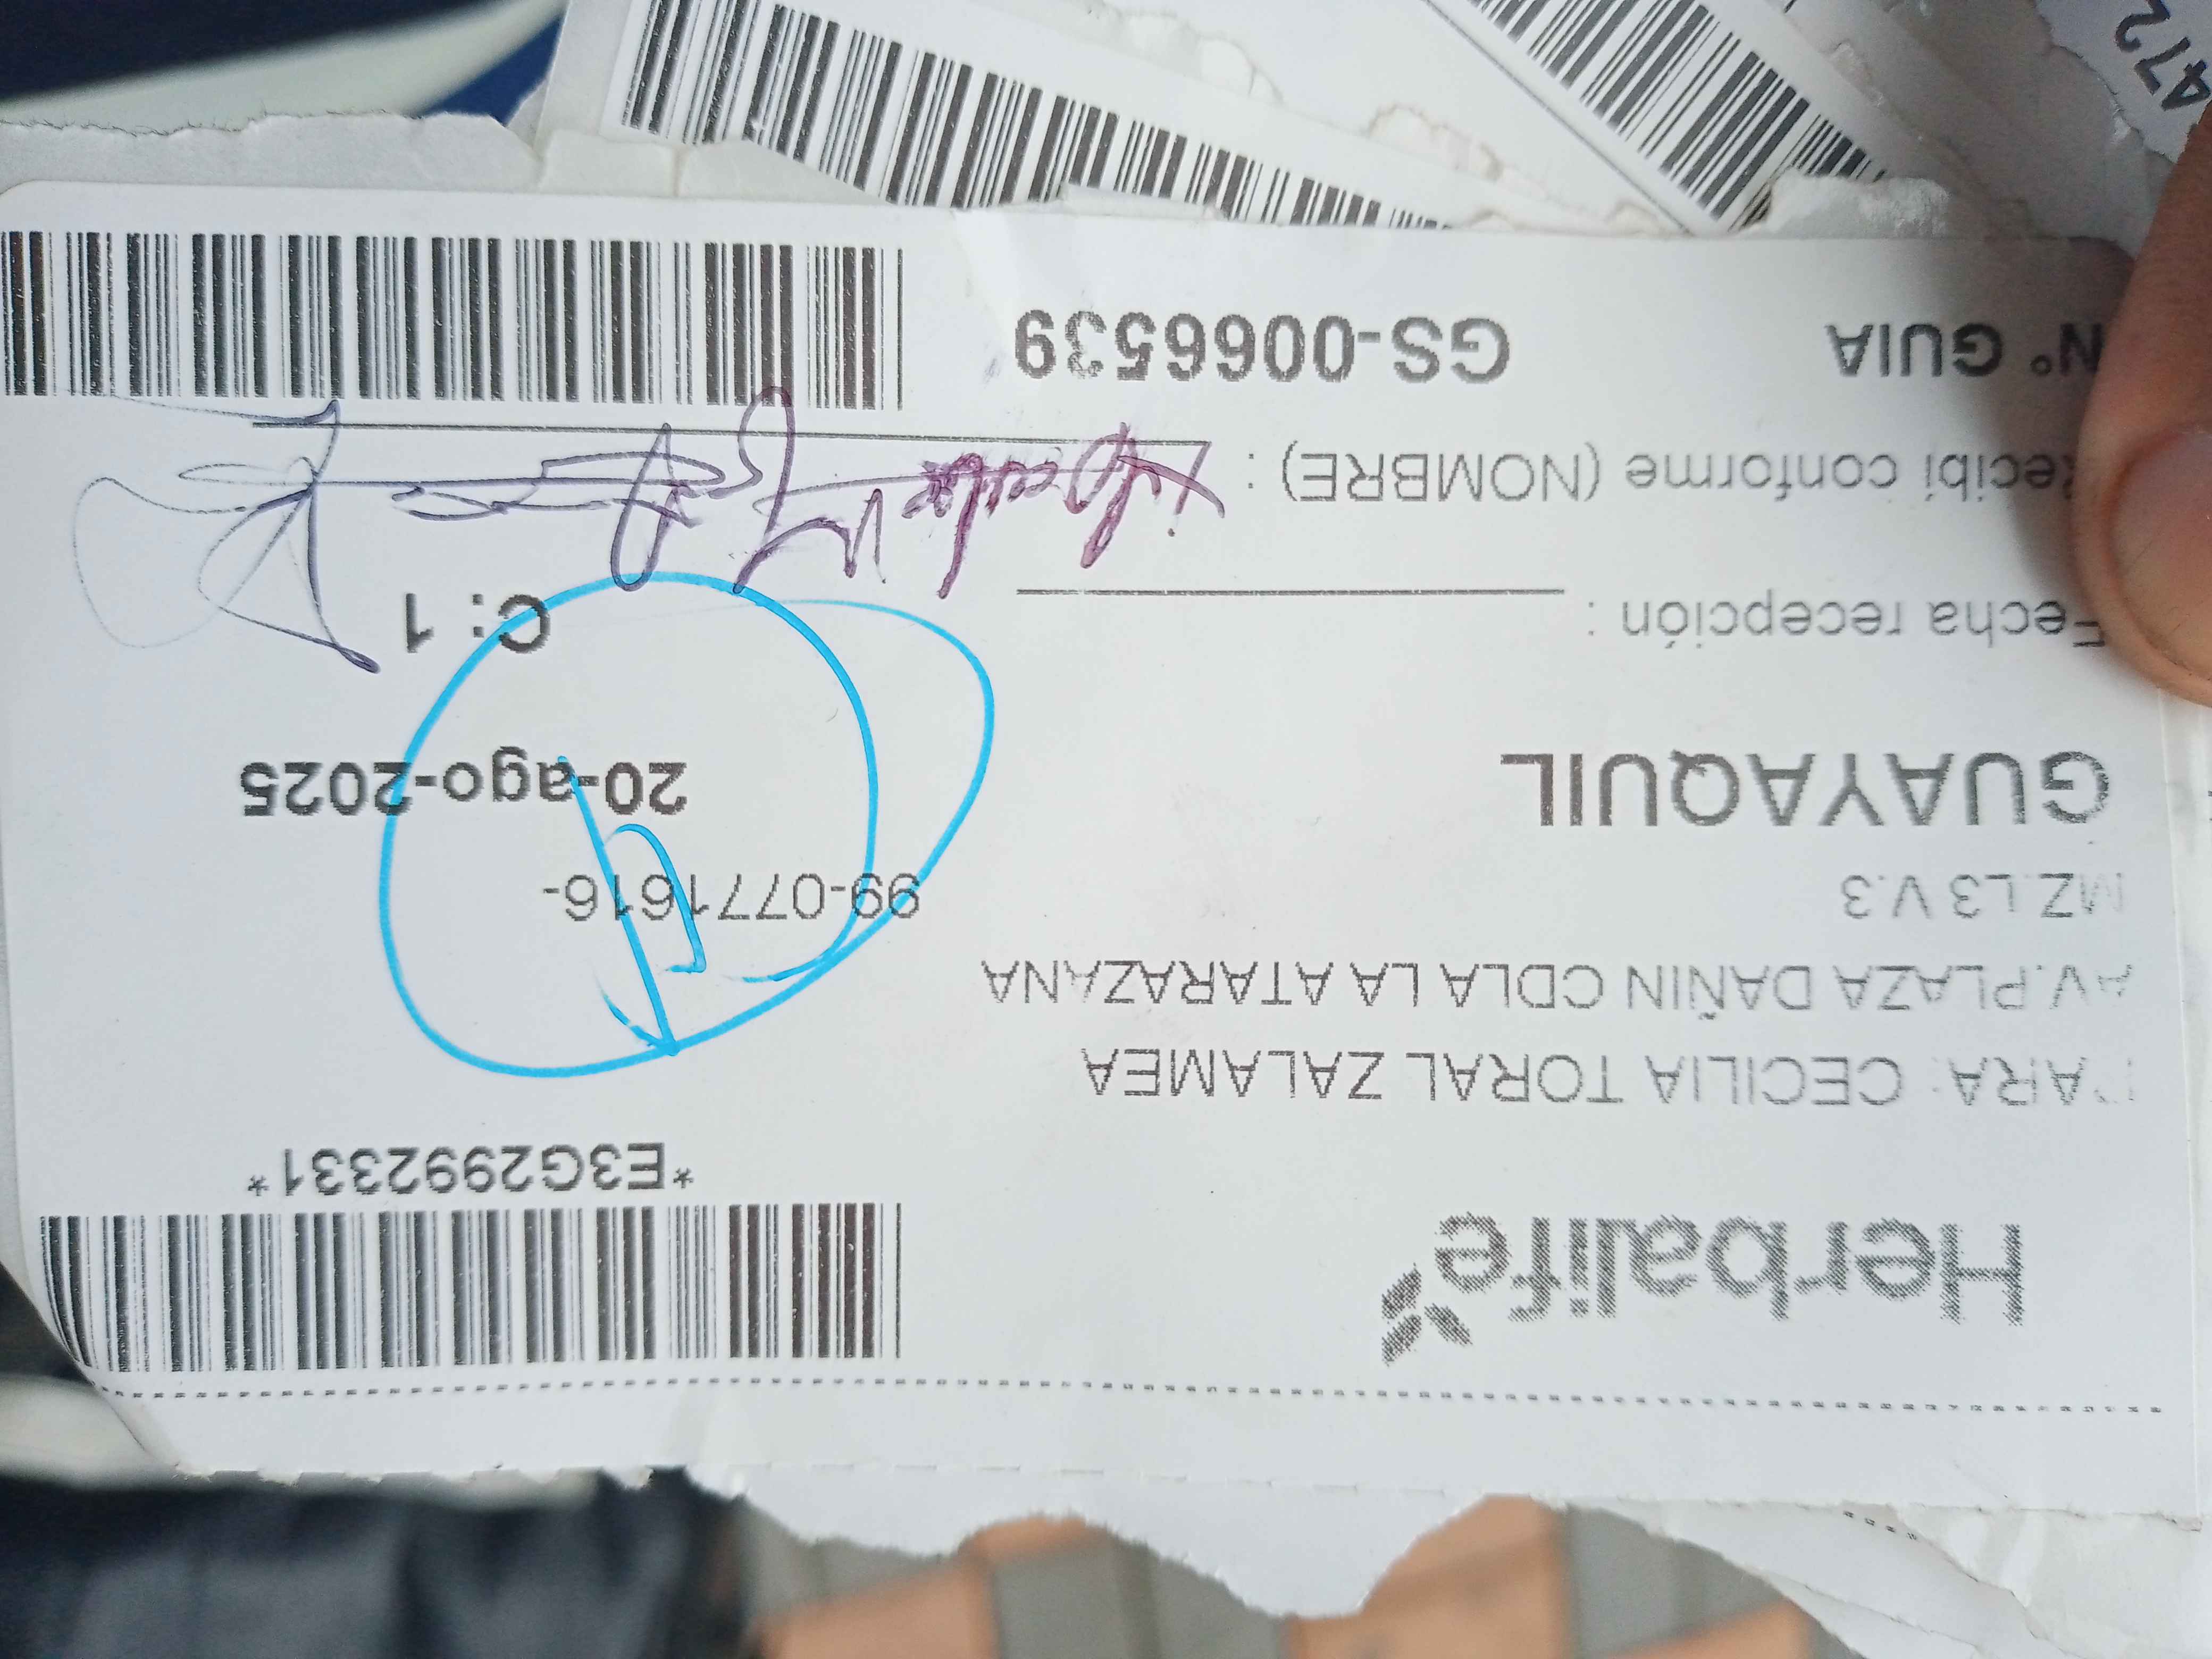 Herbalife
*E3G2992331*
PARA: CECILIA TORAL ZALAMEA
AV.PLAZA DAÑIN CDLA LA ATARAZANA
MZ.L3 V.3
99-0771616-
GUAYAQUIL
20-ago-2025
Fecha recepción :
C: 1
Recibí conforme (NOMBRE) :
N° GUIA
GS-0066539
472